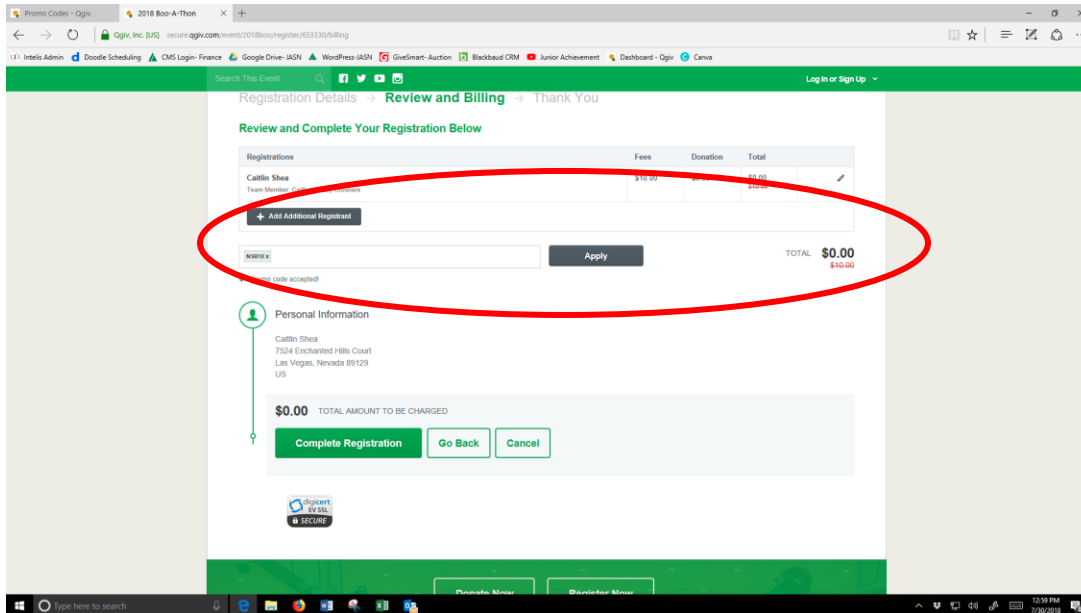 Promo Codes - Qgiv
2018 Boo-A-Thon
Qgiv, Inc. [US] secure.qgiv.com/event/2018boo/register/653330/billing
Intelis Admin Doodle Scheduling CMS Login- Finance Google Drive- JASN WordPress-JASN GiveSmart- Auction Blackbaud CRM Junior Achievement Dashboard - Qgiv Canva
Search This Event
Log In or Sign Up
Registration Details → Review and Billing → Thank You
Review and Complete Your Registration Below
Registrations Fees Donation Total
Caitlin Shea $10.00 $0.00
Team Member $10.00
+ Add Additional Registrant
NSB18 x Apply TOTAL $0.00
$10.00
code accepted!
Personal Information
Caitlin Shea
7524 Enchanted Hills Court
Las Vegas, Nevada 89129
US
$0.00 TOTAL AMOUNT TO BE CHARGED
Complete Registration Go Back Cancel
digicert
EV SSL
SECURE
Donate Now Register Now
Type here to search
12:59 PM
7/30/2018